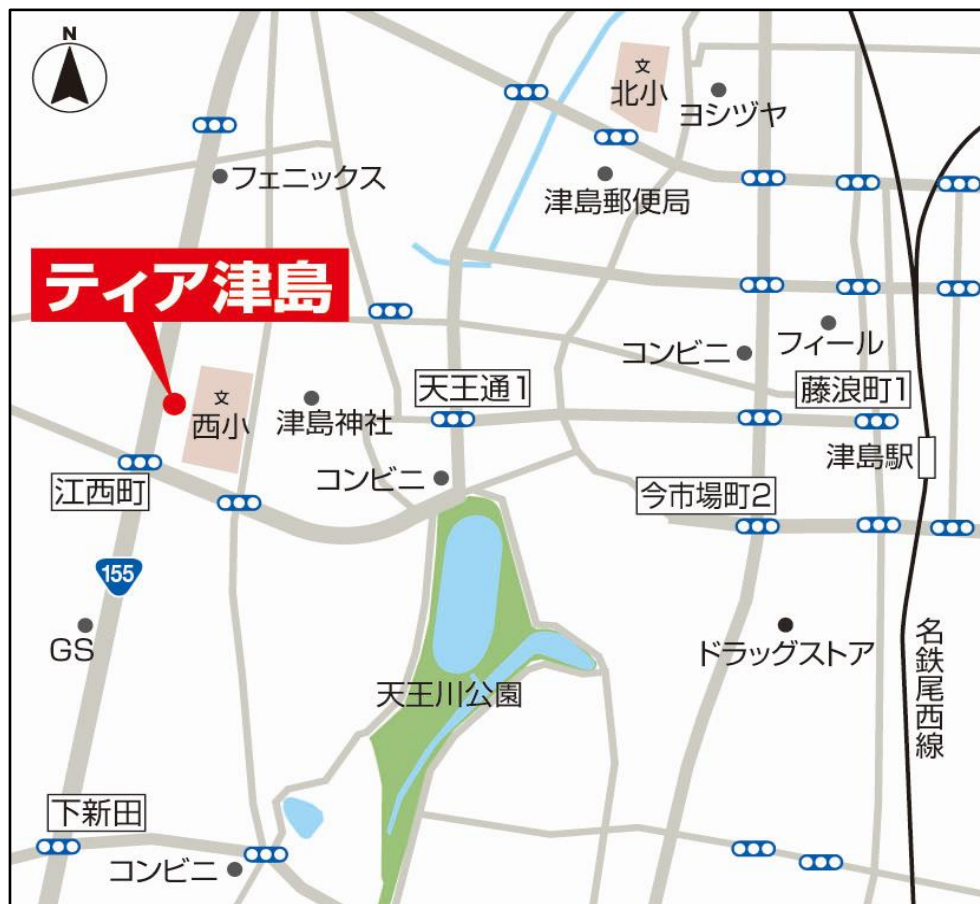 N
文
北小
ヨシヅヤ
フェニックス
津島郵便局
ティア津島
コンビニ
フィール
文
西小
津島神社
天王通1
藤浪町1
津島駅
コンビニ
江西町
今市場町2
155
GS
ドラッグストア
名鉄尾西線
天王川公園
下新田
コンビニ